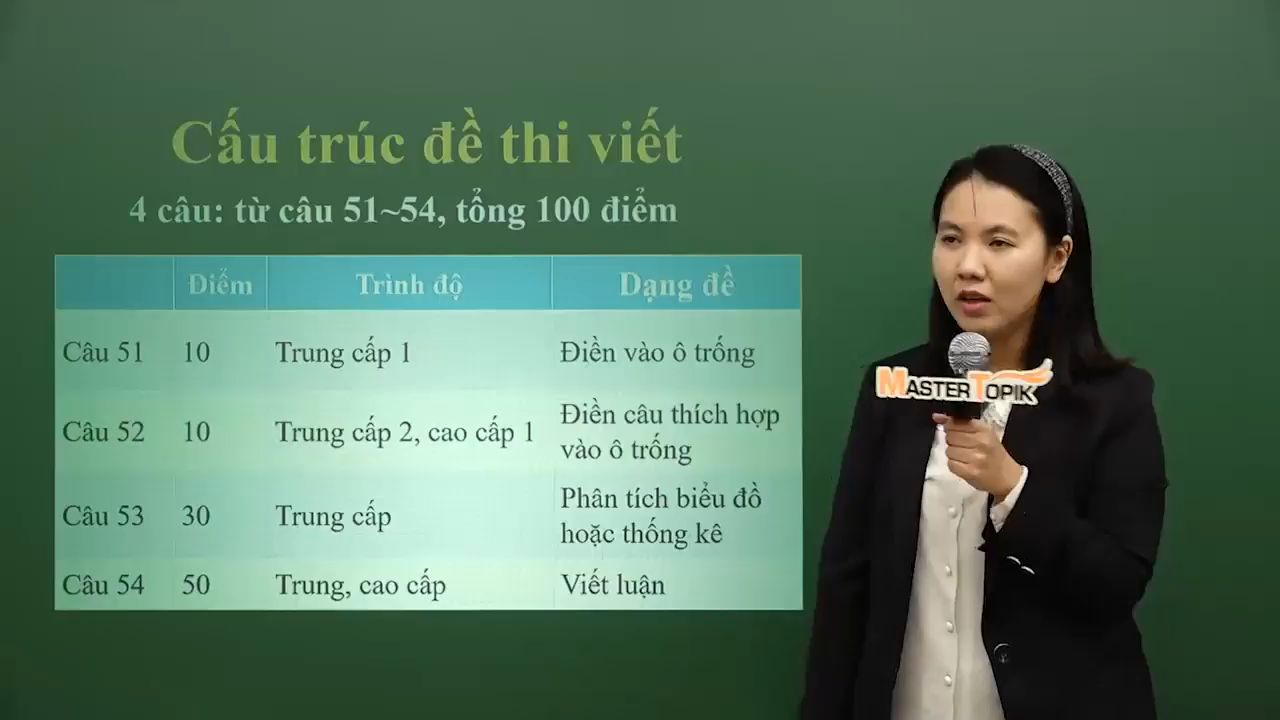 Cấu trúc đề thi viết
4 câu: từ câu 51~54, tổng 100 điểm
Điểm Trình độ Dạng đề
Câu 51 10 Trung cấp 1 Điền vào ô trống
Câu 52 10 Trung cấp 2, cao cấp 1 Điền câu thích hợp
vào ô trống
Câu 53 30 Trung cấp Phân tích biểu đồ
hoặc thống kê
Câu 54 50 Trung, cao cấp Viết luận
MASTER TOPIK